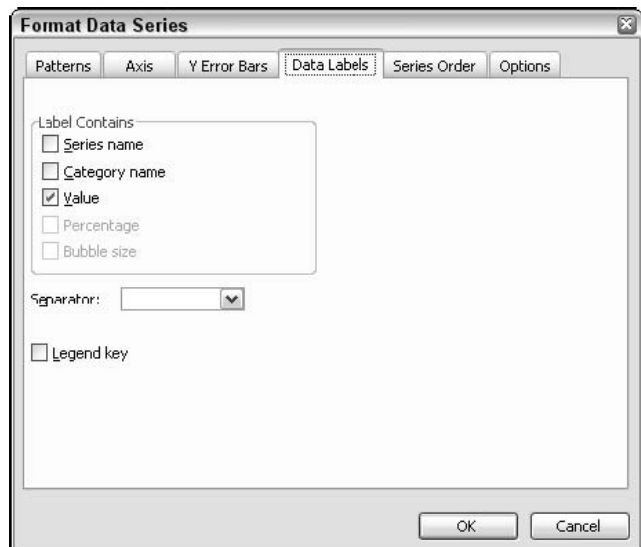 Format Data Series
Patterns Axis Y Error Bars Data Labels Series Order Options
Label Contains
Series name
Category name
Value
Percentage
Bubble size
Separator:
Legend key
OK Cancel